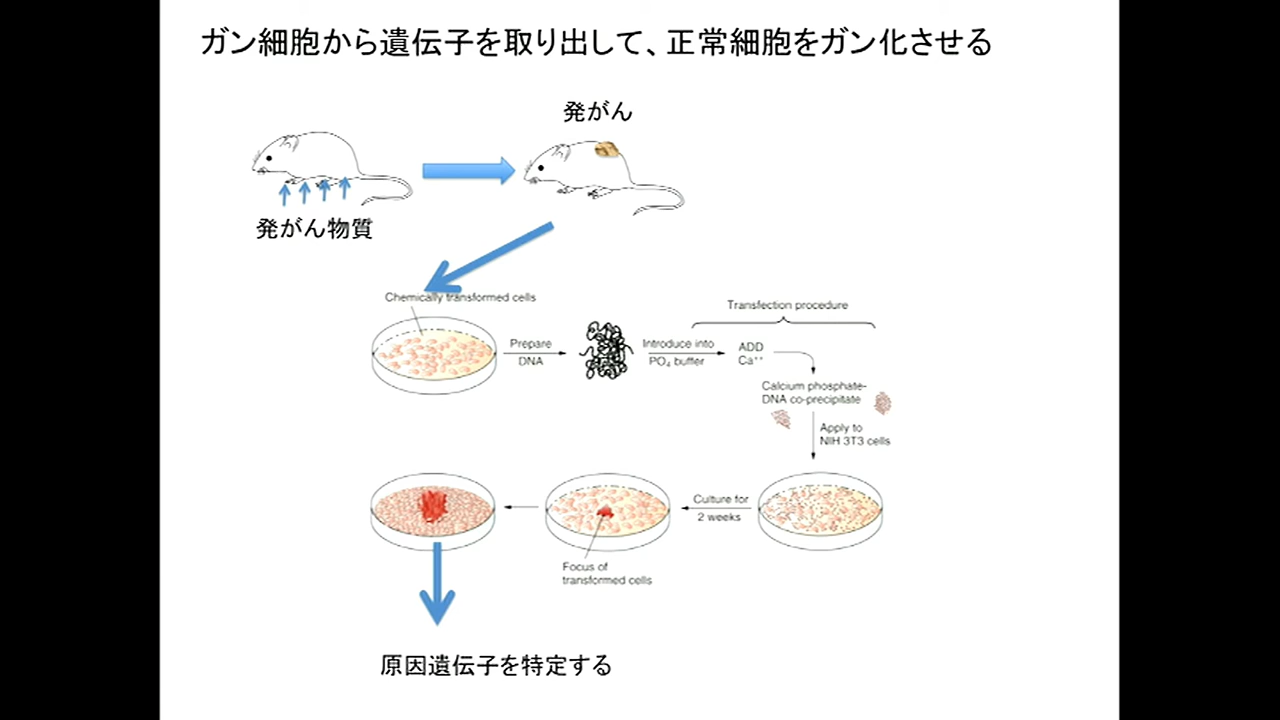 ガン細胞から遺伝子を取り出して、正常細胞をガン化させる
発がん
発がん物質
Chemically transformed cells
Transfection procedure
Prepare
DNA
Introduce into
PO₄ buffer
ADD
Ca⁺⁺
Calcium phosphate-
DNA co-precipitate
Apply to
NIH 3T3 cells
Culture for
2 weeks
Focus of
transformed cells
原因遺伝子を特定する